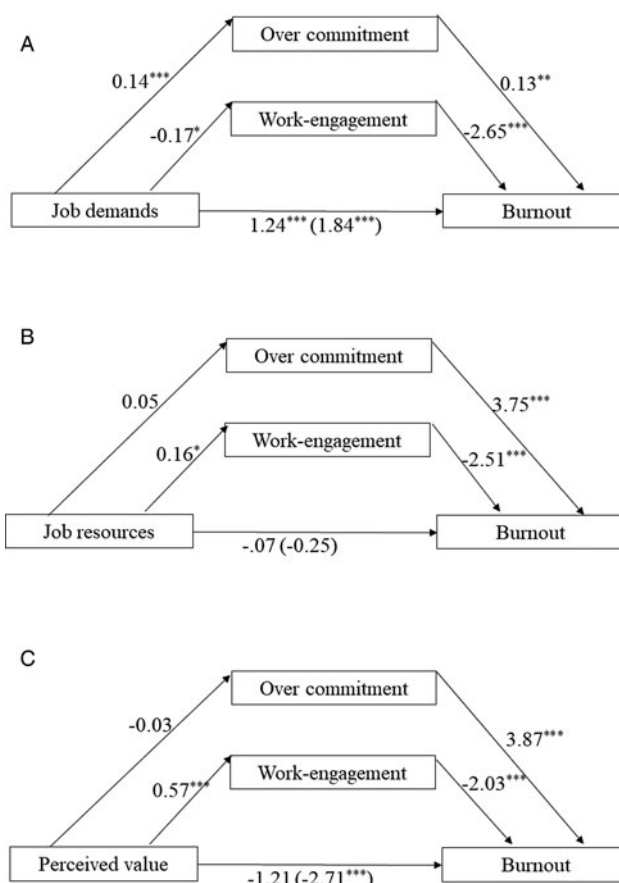 A
Over commitment
0.14***
0.13**
Work-engagement
-0.17*
-2.65***
Job demands
Burnout
1.24*** (1.84***)
B
Over commitment
0.05
3.75***
Work-engagement
0.16*
-2.51***
Job resources
Burnout
-.07 (-0.25)
C
Over commitment
-0.03
3.87***
Work-engagement
0.57***
-2.03***
Perceived value
Burnout
-1.21 (-2.71***)